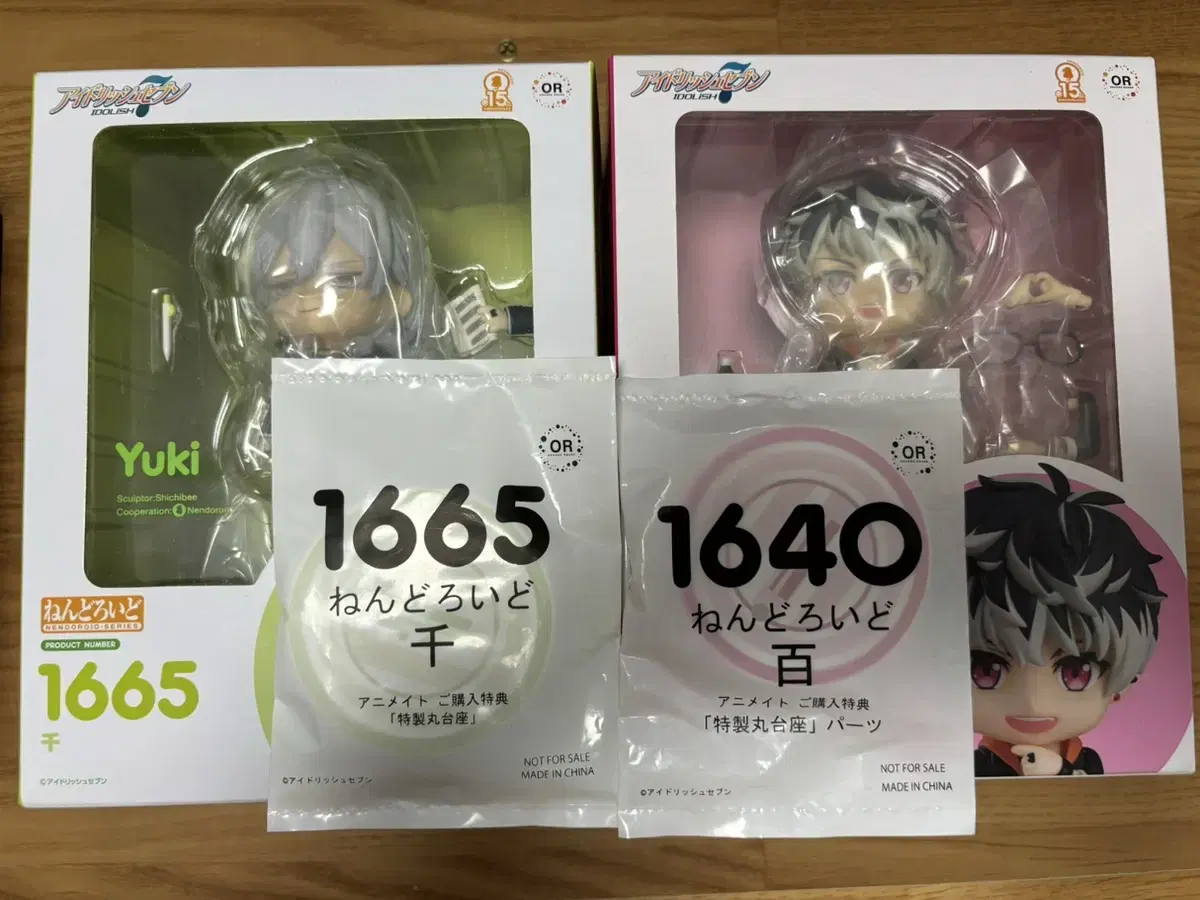 アイドリッシュセブン
IDOLISH7
15
OR
Yuki
Sculptor:Shichibee
Cooperation: Nendoron
ねんどろいど
NENDOROID-SERIES
PRODUCT NUMBER
1665
千
©アイドリッシュセブン
アイドリッシュセブン
IDOLISH7
15
OR
OR
1665
ねんどろいど
千
アニメイト ご購入特典
「特製丸台座」
NOT FOR SALE
MADE IN CHINA
©アイドリッシュセブン
OR
1640
ねんどろいど
百
アニメイト ご購入特典
「特製丸台座」パーツ
NOT FOR SALE
MADE IN CHINA
©アイドリッシュセブン